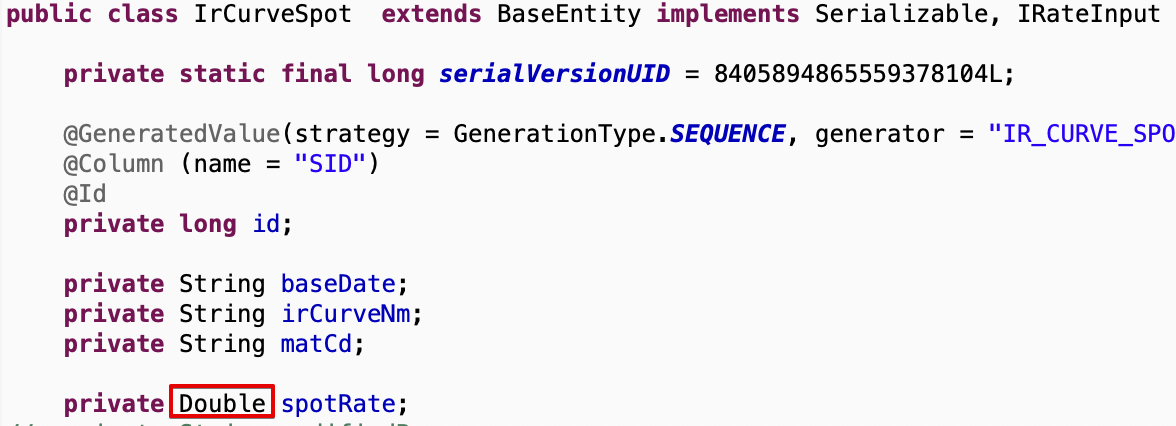 public class IrCurveSpot extends BaseEntity implements Serializable, IRateInput
private static final long serialVersionUID = 8405894865559378104L;
@GeneratedValue(strategy = GenerationType.SEQUENCE, generator = "IR_CURVE_SPO
@Column (name = "SID")
@Id
private long id;
private String baseDate;
private String irCurveNm;
private String matCd;
private Double spotRate;